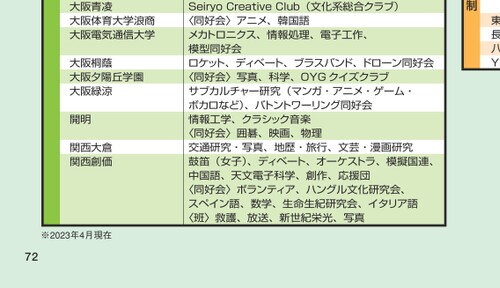 大阪青凌 Seiryo Creative Club（文化系総合クラブ）
大阪体育大学浪商 〈同好会〉アニメ、韓国語
大阪電気通信大学 メカトロニクス、情報処理、電子工作、
模型同好会
大阪桐蔭 ロケット、ディベート、ブラスバンド、ドローン同好会
大阪夕陽丘学園 〈同好会〉写真、科学、OYGクイズクラブ
大阪緑涼 サブカルチャー研究（マンガ・アニメ・ゲーム・
ボカロなど）、バトントワーリング同好会
開明 情報工学、クラシック音楽
〈同好会〉囲碁、映画、物理
関西大倉 交通研究・写真、地歴・旅行、文芸・漫画研究
関西創価 鼓笛（女子）、ディベート、オーケストラ、模擬国連、
中国語、天文電子科学、創作、応援団
〈同好会〉ボランティア、ハングル文化研究会、
スペイン語、数学、生命生紀研究会、イタリア語
〈班〉救護、放送、新世紀栄光、写真
※2023年4月現在
72
制
東
長
八
Y